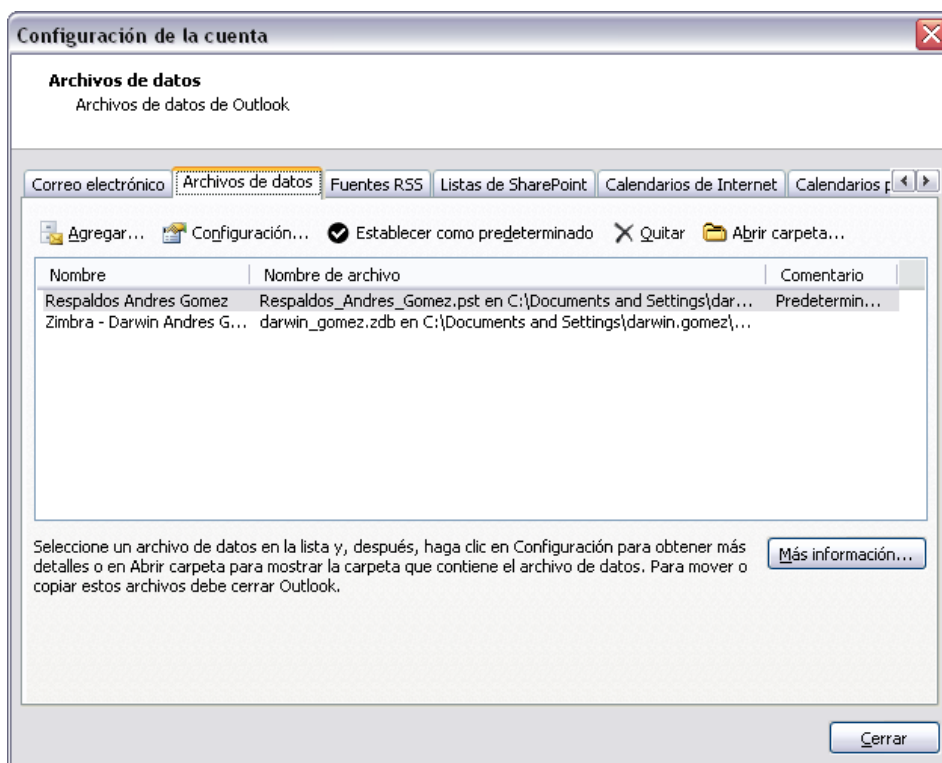 Configuración de la cuenta
Archivos de datos
Archivos de datos de Outlook
Correo electrónico Archivos de datos Fuentes RSS Listas de SharePoint Calendarios de Internet Calendarios p
Agregar... Configuración... Establecer como predeterminado Quitar Abrir carpeta...
Nombre Nombre de archivo Comentario
Respaldos Andres Gomez Respaldos_Andres_Gomez.pst en C:\Documents and Settings\dar... Predetermin...
Zimbra - Darwin Andres G... darwin_gomez.zdb en C:\Documents and Settings\darwin.gomez\...
Seleccione un archivo de datos en la lista y, después, haga clic en Configuración para obtener más
detalles o en Abrir carpeta para mostrar la carpeta que contiene el archivo de datos. Para mover o
copiar estos archivos debe cerrar Outlook.
Más información...
Cerrar